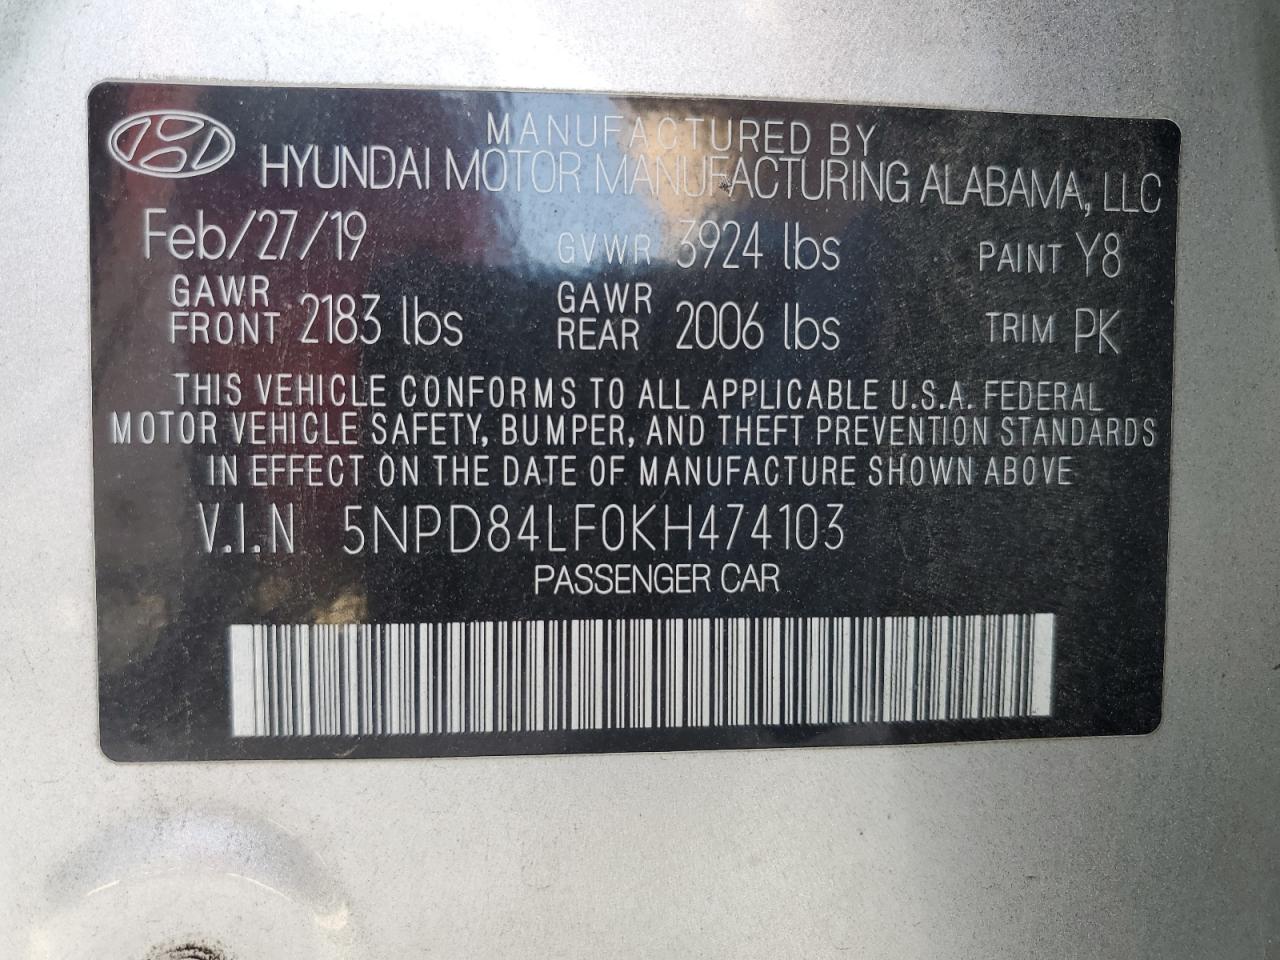 MANUFACTURED BY
HYUNDAI MOTOR MANUFACTURING ALABAMA, LLC
Feb/27/19 GVWR 3924 lbs PAINT Y8
GAWR FRONT 2183 lbs GAWR REAR 2006 lbs TRIM PK
THIS VEHICLE CONFORMS TO ALL APPLICABLE U.S.A. FEDERAL
MOTOR VEHICLE SAFETY, BUMPER, AND THEFT PREVENTION STANDARDS
IN EFFECT ON THE DATE OF MANUFACTURE SHOWN ABOVE
V.I.N 5NPD84LF0KH474103
PASSENGER CAR